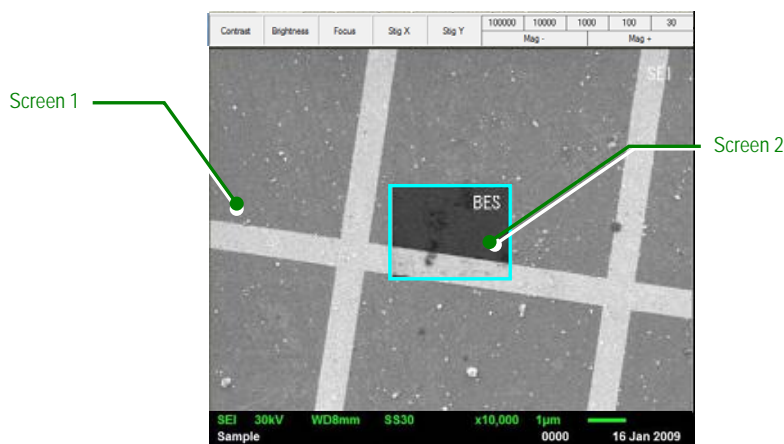 Contrast Brightness Focus Stig X Stig Y 100000 10000 1000 100 30
Mag - Mag +
SEI
Screen 1
Screen 2
BES
SEI 30kV WD8mm SS30 x10,000 1µm
Sample 0000 16 Jan 2009